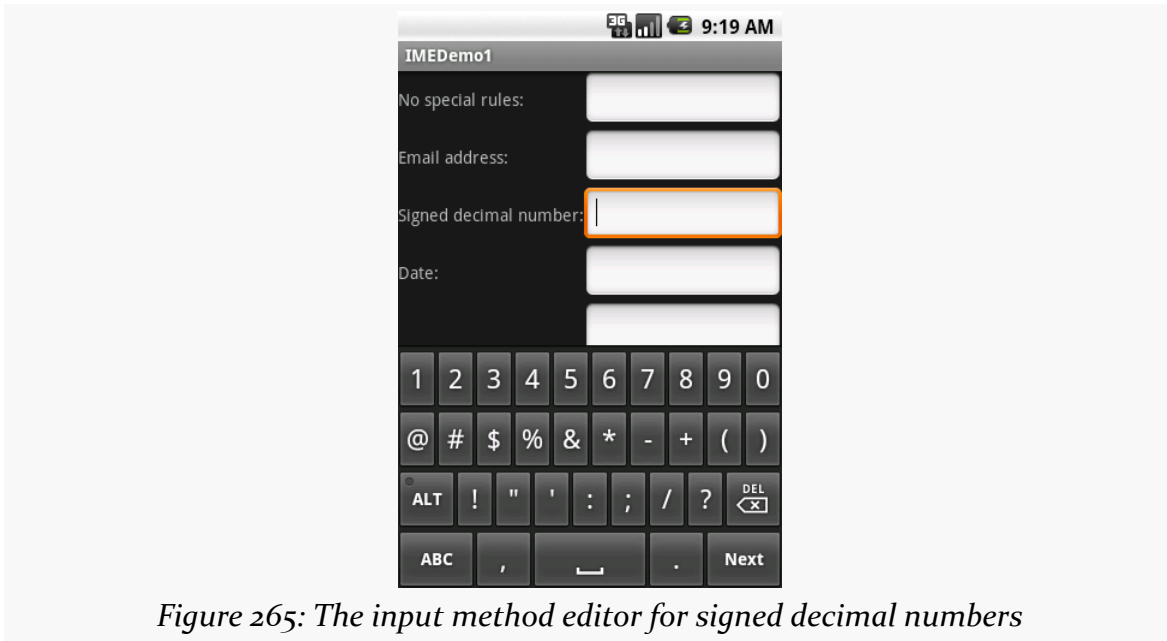 3G 9:19 AM
IMEDemo1
No special rules:
Email address:
Signed decimal number:
Date:
1 2 3 4 5 6 7 8 9 0
@ # $ % & * - + ( )
ALT ! " ' : ; / ? DEL
ABC , . Next
Figure 265: The input method editor for signed decimal numbers